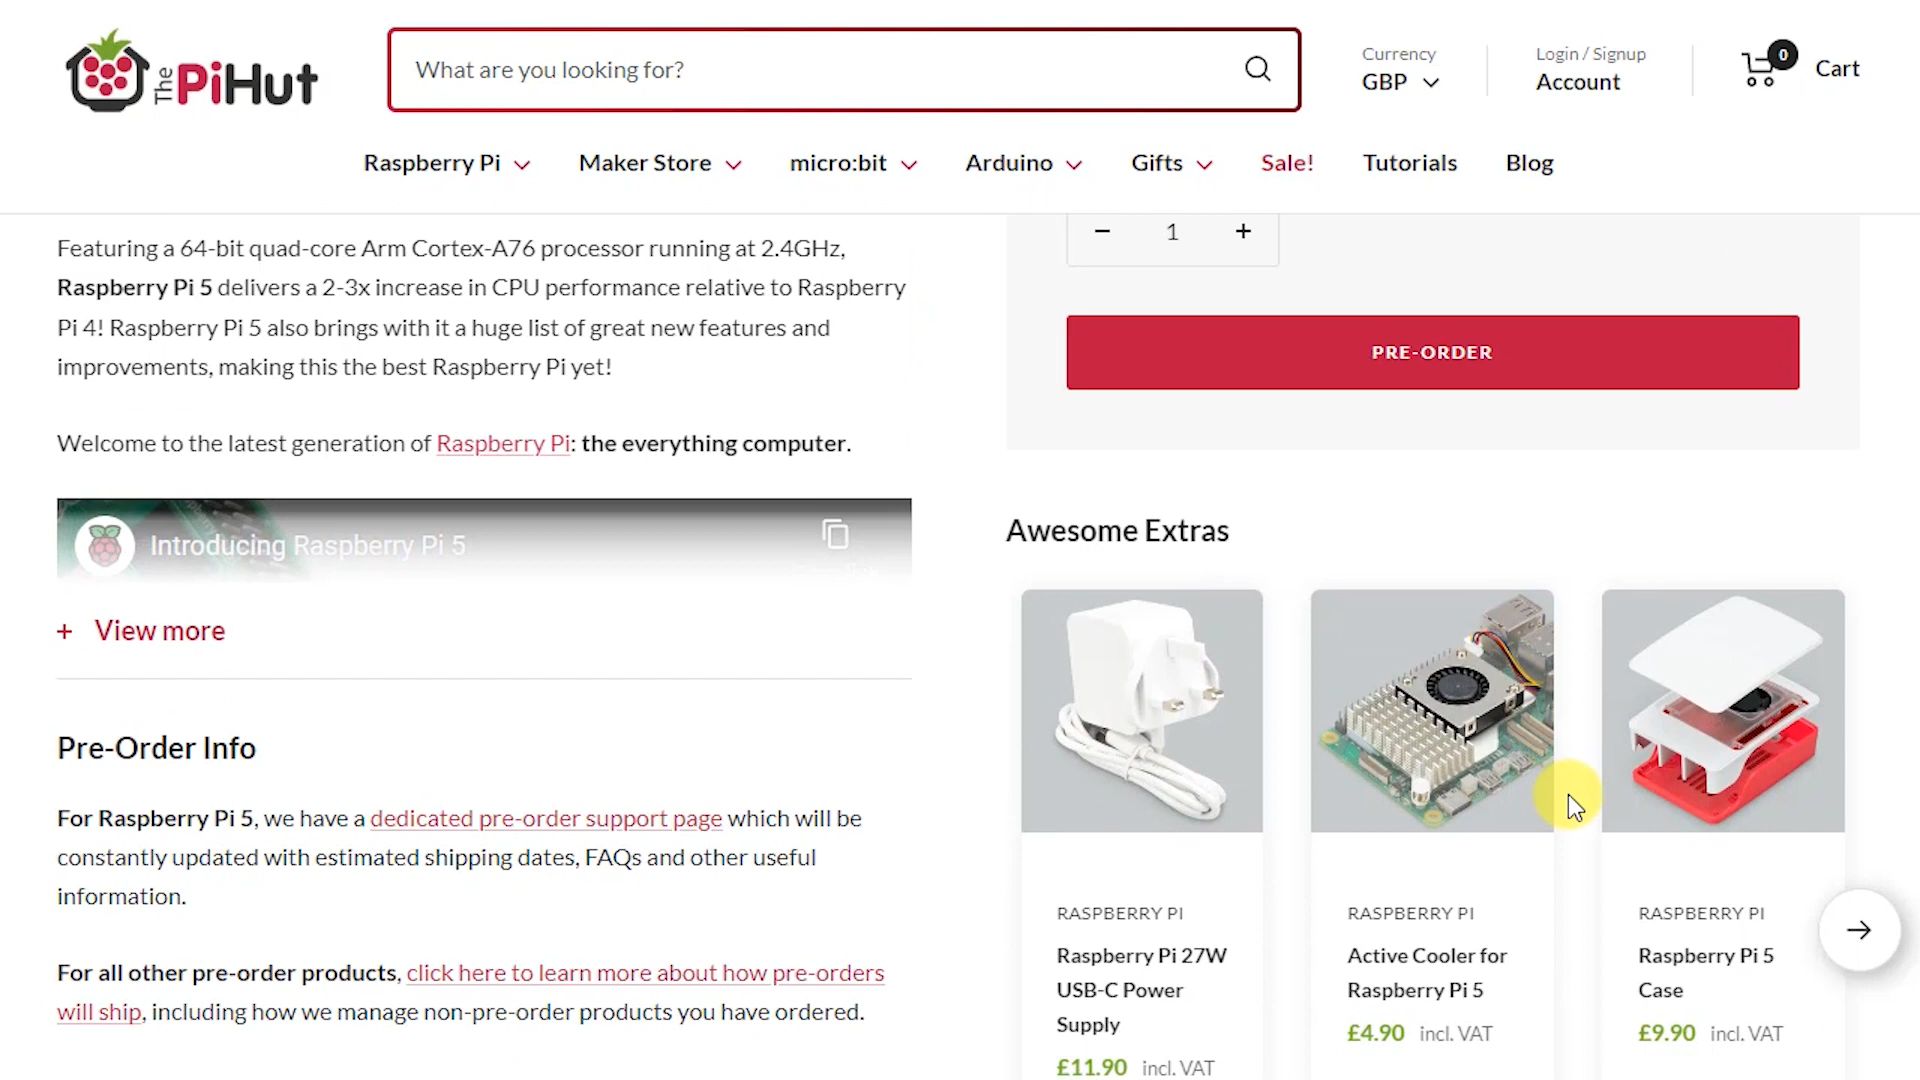 The PiHut
What are you looking for?
Currency
GBP
Login / Signup
Account
0
Cart
Raspberry Pi
Maker Store
micro:bit
Arduino
Gifts
Sale!
Tutorials
Blog
Featuring a 64-bit quad-core Arm Cortex-A76 processor running at 2.4GHz,
Raspberry Pi 5 delivers a 2-3x increase in CPU performance relative to Raspberry
Pi 4! Raspberry Pi 5 also brings with it a huge list of great new features and
improvements, making this the best Raspberry Pi yet!
Welcome to the latest generation of Raspberry Pi: the everything computer.
Introducing Raspberry Pi 5
+ View more
Pre-Order Info
For Raspberry Pi 5, we have a dedicated pre-order support page which will be
constantly updated with estimated shipping dates, FAQs and other useful
information.
For all other pre-order products, click here to learn more about how pre-orders
will ship, including how we manage non-pre-order products you have ordered.
− 1 +
PRE-ORDER
Awesome Extras
RASPBERRY PI
Raspberry Pi 27W
USB-C Power
Supply
£11.90 incl. VAT
RASPBERRY PI
Active Cooler for
Raspberry Pi 5
£4.90 incl. VAT
RASPBERRY PI
Raspberry Pi 5
Case
£9.90 incl. VAT